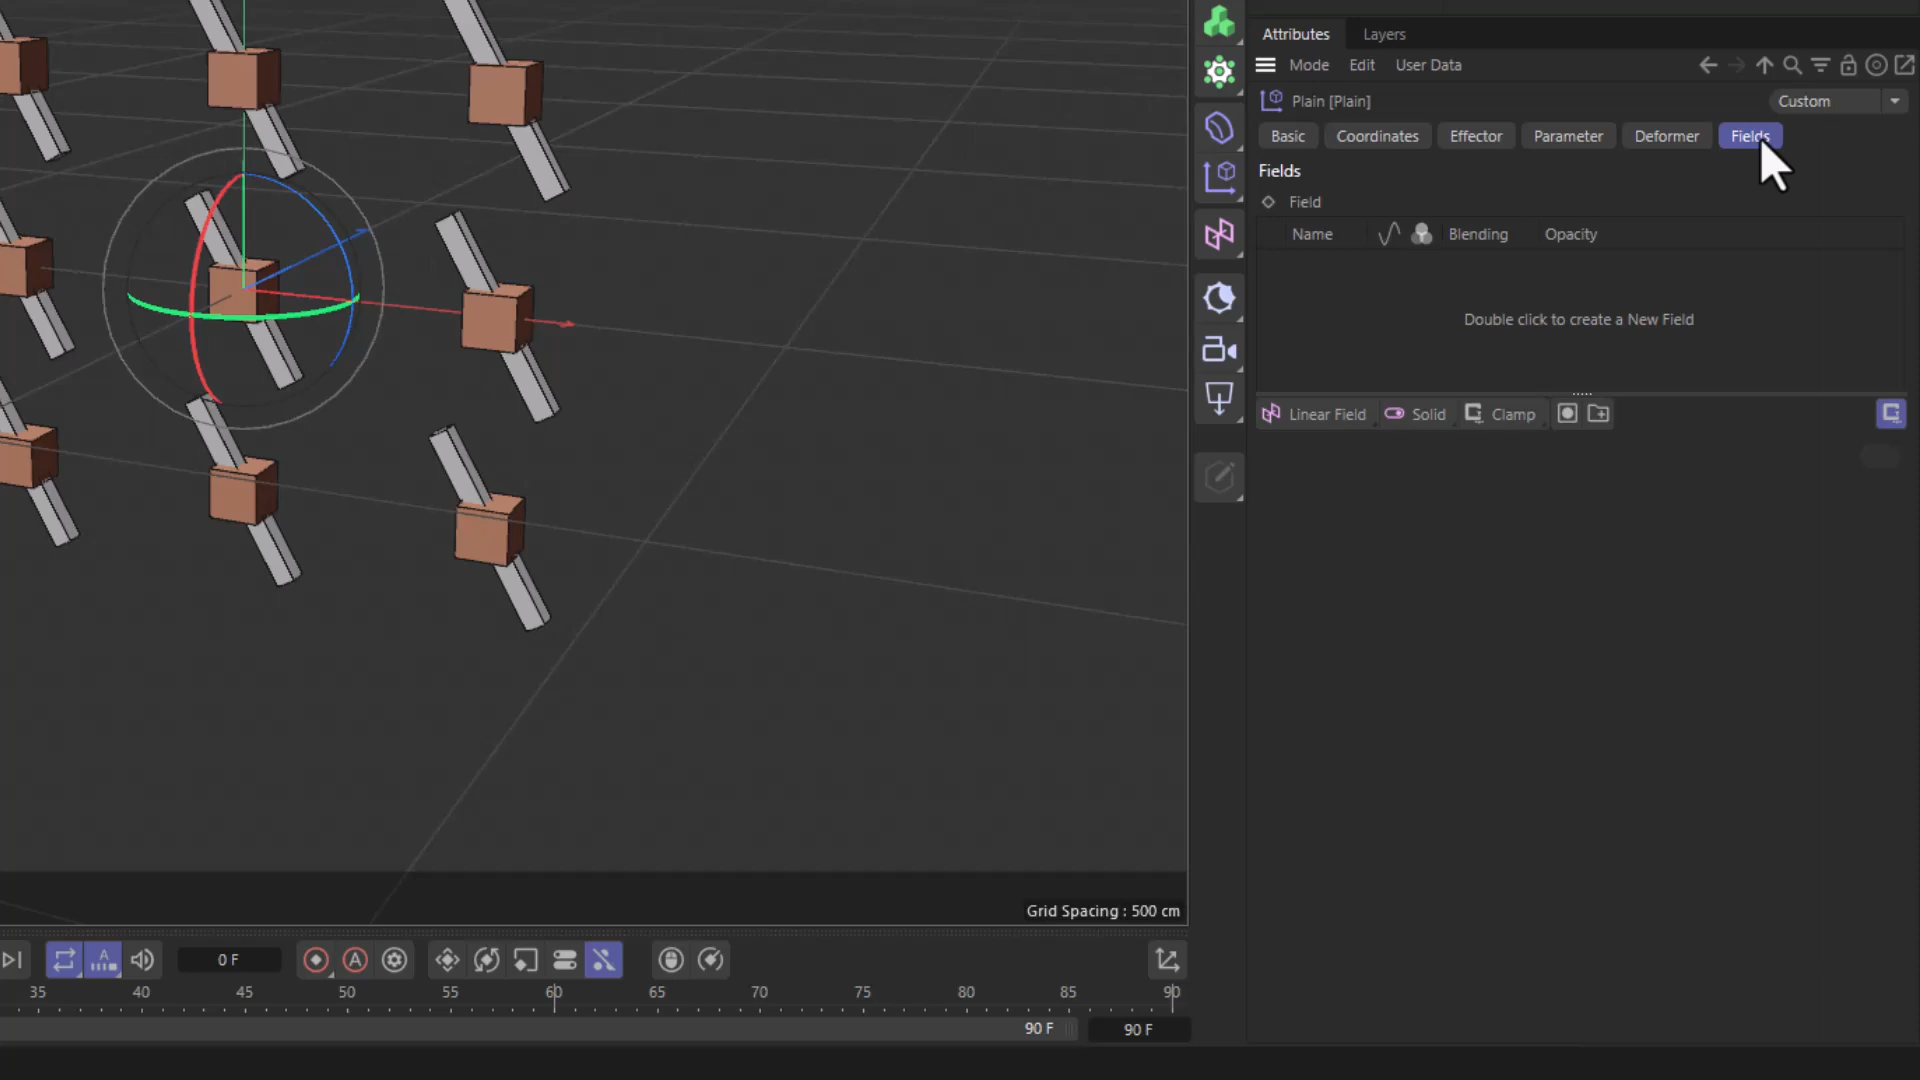 Attributes Layers
Mode Edit User Data
Plain [Plain] Custom
Basic Coordinates Effector Parameter Deformer Fields
Fields
Field
Name Blending Opacity
Double click to create a New Field
Linear Field Solid Clamp
Grid Spacing : 500 cm
0 F A
35 40 45 50 55 60 65 70 75 80 85 90
90 F 90 F